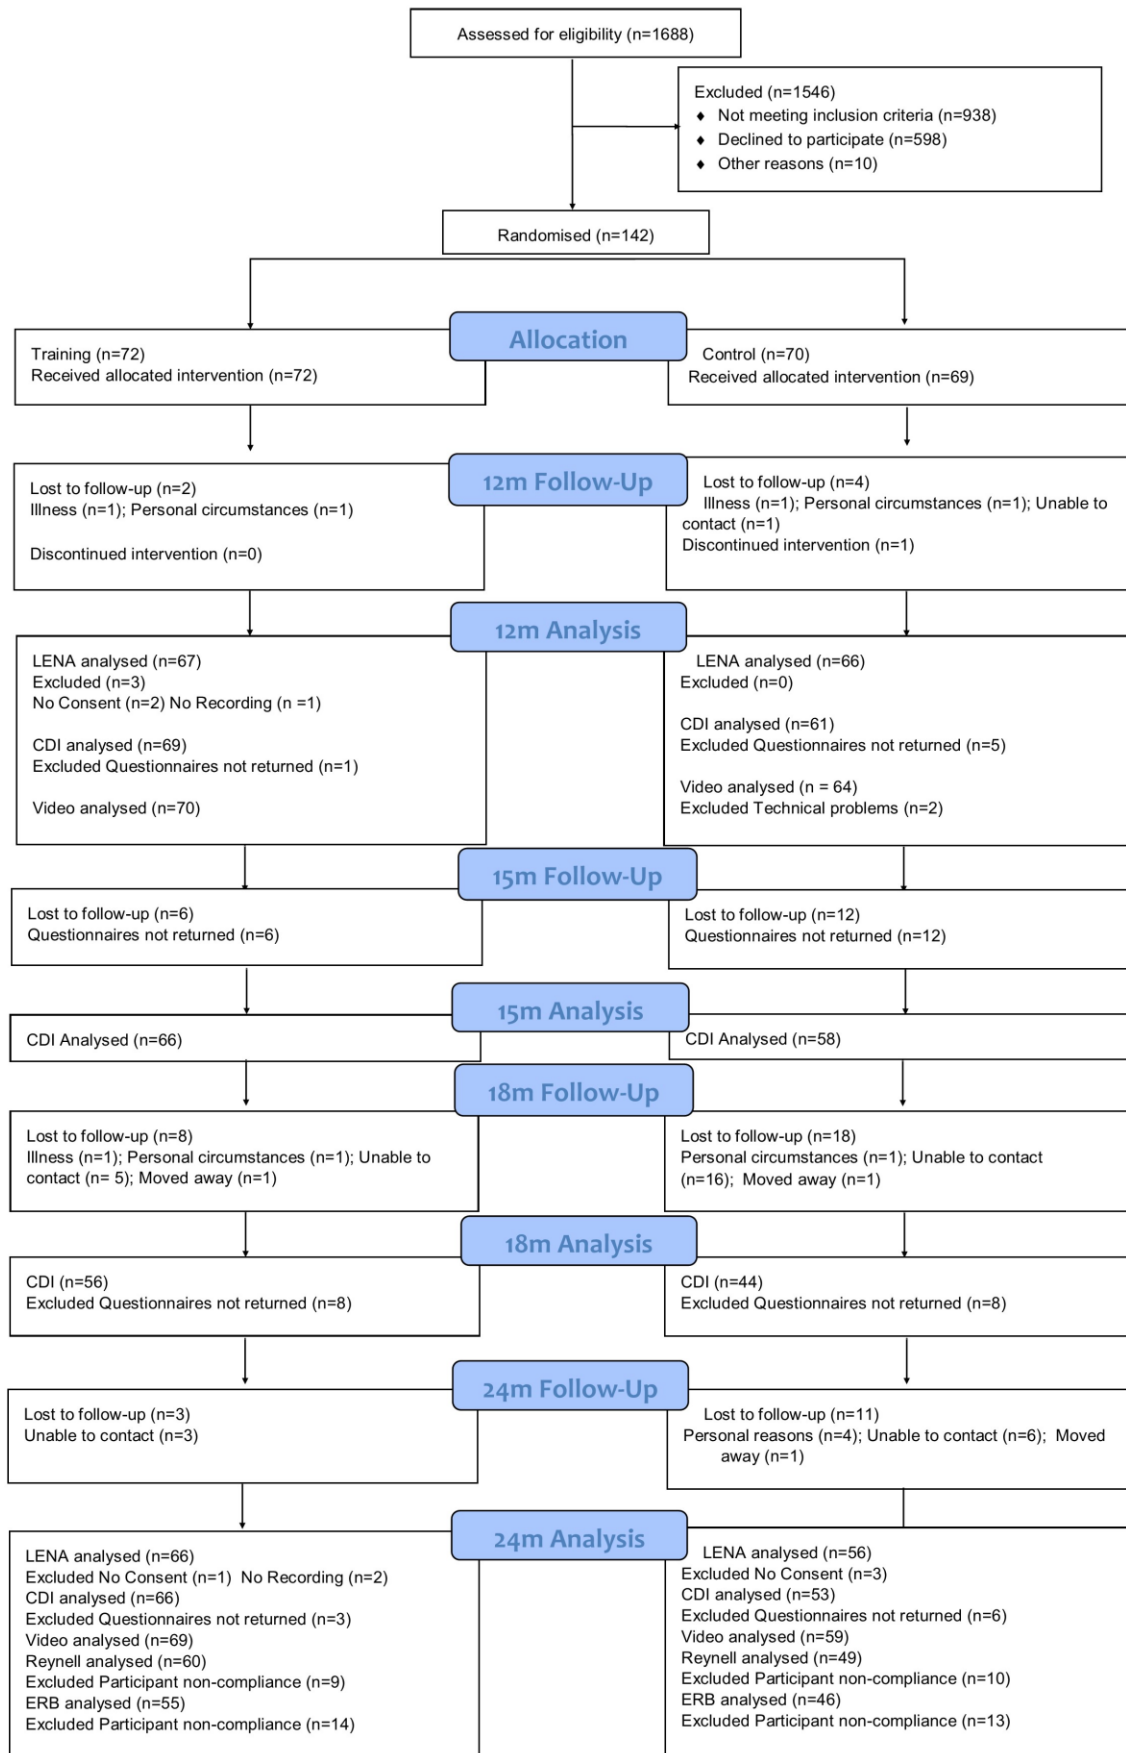 Assessed for eligibility (n=1688)
Excluded (n=1546)
♦ Not meeting inclusion criteria (n=938)
♦ Declined to participate (n=598)
♦ Other reasons (n=10)
Randomised (n=142)
Allocation
Training (n=72)
Received allocated intervention (n=72)
Control (n=70)
Received allocated intervention (n=69)
12m Follow-Up
Lost to follow-up (n=2)
Illness (n=1); Personal circumstances (n=1)
Discontinued intervention (n=0)
Lost to follow-up (n=4)
Illness (n=1); Personal circumstances (n=1); Unable to
contact (n=1)
Discontinued intervention (n=1)
12m Analysis
LENA analysed (n=67)
Excluded (n=3)
No Consent (n=2) No Recording (n =1)
CDI analysed (n=69)
Excluded Questionnaires not returned (n=1)
Video analysed (n=70)
LENA analysed (n=66)
Excluded (n=0)
CDI analysed (n=61)
Excluded Questionnaires not returned (n=5)
Video analysed (n = 64)
Excluded Technical problems (n=2)
15m Follow-Up
Lost to follow-up (n=6)
Questionnaires not returned (n=6)
Lost to follow-up (n=12)
Questionnaires not returned (n=12)
15m Analysis
CDI Analysed (n=66)
CDI Analysed (n=58)
18m Follow-Up
Lost to follow-up (n=8)
Illness (n=1); Personal circumstances (n=1); Unable to
contact (n= 5); Moved away (n=1)
Lost to follow-up (n=18)
Personal circumstances (n=1); Unable to contact
(n=16); Moved away (n=1)
18m Analysis
CDI (n=56)
Excluded Questionnaires not returned (n=8)
CDI (n=44)
Excluded Questionnaires not returned (n=8)
24m Follow-Up
Lost to follow-up (n=3)
Unable to contact (n=3)
Lost to follow-up (n=11)
Personal reasons (n=4); Unable to contact (n=6); Moved
away (n=1)
24m Analysis
LENA analysed (n=66)
Excluded No Consent (n=1) No Recording (n=2)
CDI analysed (n=66)
Excluded Questionnaires not returned (n=3)
Video analysed (n=69)
Reynell analysed (n=60)
Excluded Participant non-compliance (n=9)
ERB analysed (n=55)
Excluded Participant non-compliance (n=14)
LENA analysed (n=56)
Excluded No Consent (n=3)
CDI analysed (n=53)
Excluded Questionnaires not returned (n=6)
Video analysed (n=59)
Reynell analysed (n=49)
Excluded Participant non-compliance (n=10)
ERB analysed (n=46)
Excluded Participant non-compliance (n=13)